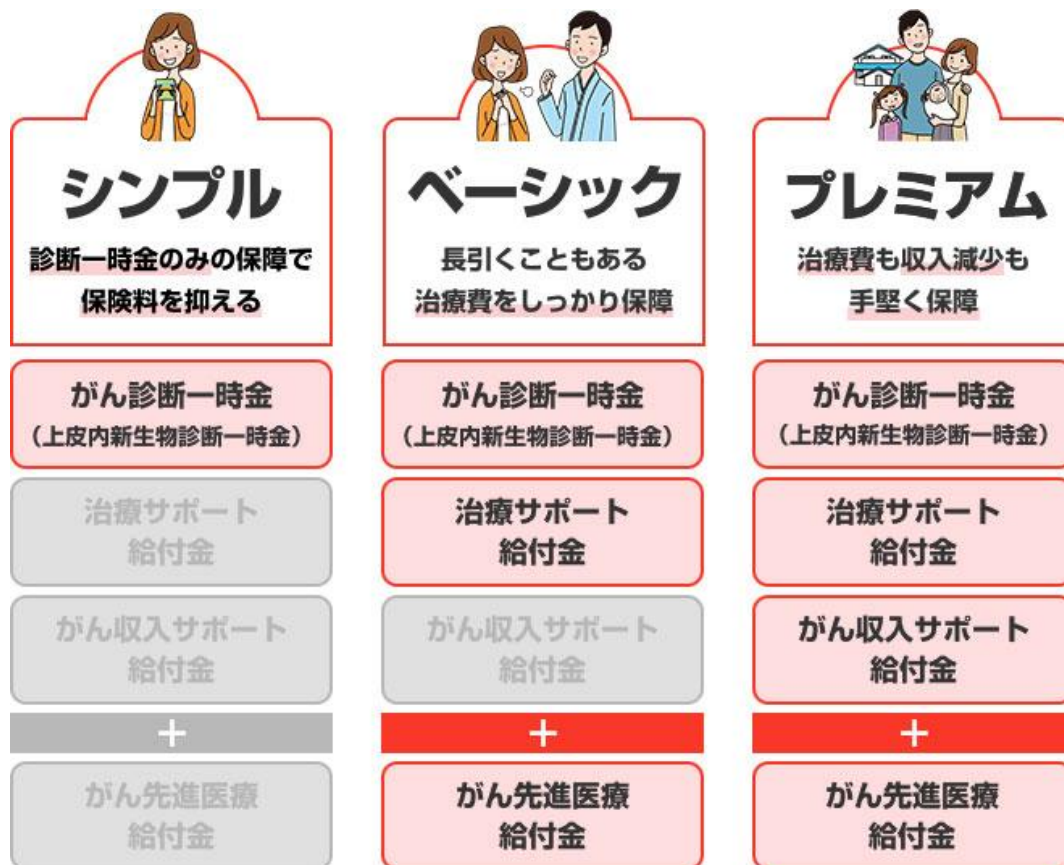 シンプル
診断一時金のみの保障で
保険料を抑える
がん診断一時金
(上皮内新生物診断一時金)
治療サポート
給付金
がん収入サポート
給付金
+
がん先進医療
給付金
ベーシック
長引くこともある
治療費をしっかり保障
がん診断一時金
(上皮内新生物診断一時金)
治療サポート
給付金
がん収入サポート
給付金
+
がん先進医療
給付金
プレミアム
治療費も収入減少も
手堅く保障
がん診断一時金
(上皮内新生物診断一時金)
治療サポート
給付金
がん収入サポート
給付金
+
がん先進医療
給付金